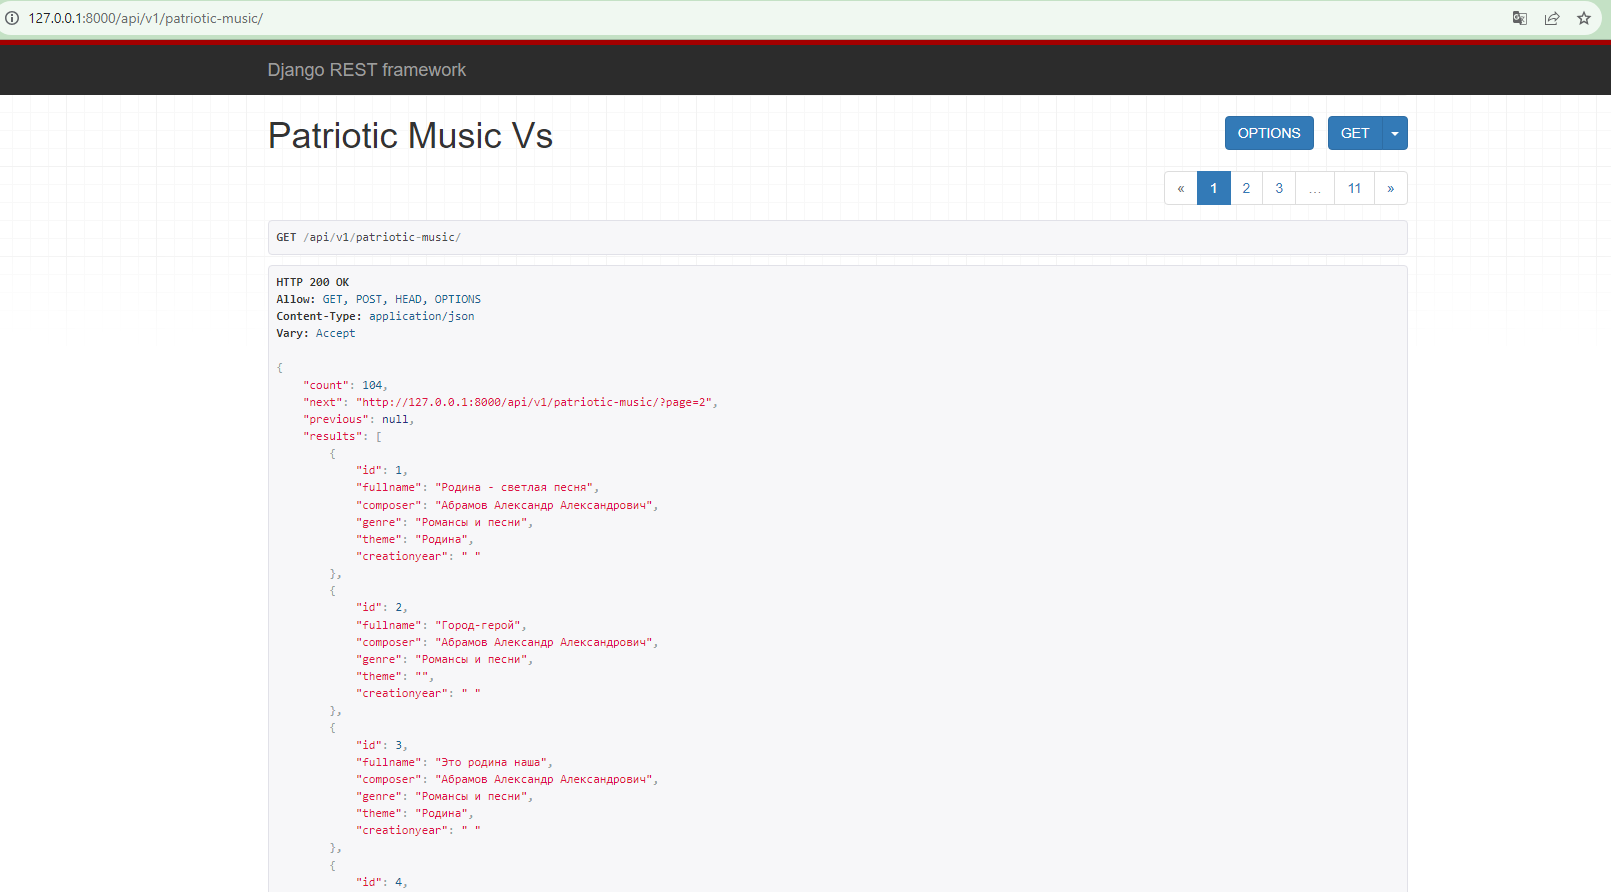 127.0.0.1:8000/api/v1/patriotic-music/
Django REST framework
Patriotic Music Vs
OPTIONS
GET
« 1 2 3 … 11 »
GET /api/v1/patriotic-music/
HTTP 200 OK
Allow: GET, POST, HEAD, OPTIONS
Content-Type: application/json
Vary: Accept
{
"count": 104,
"next": "http://127.0.0.1:8000/api/v1/patriotic-music/?page=2",
"previous": null,
"results": [
{
"id": 1,
"fullname": "Родина - светлая песня",
"composer": "Абрамов Александр Александрович",
"genre": "Романсы и песни",
"theme": "Родина",
"creationyear": " "
},
{
"id": 2,
"fullname": "Город-герой",
"composer": "Абрамов Александр Александрович",
"genre": "Романсы и песни",
"theme": "",
"creationyear": " "
},
{
"id": 3,
"fullname": "Это родина наша",
"composer": "Абрамов Александр Александрович",
"genre": "Романсы и песни",
"theme": "Родина",
"creationyear": " "
},
{
"id": 4,